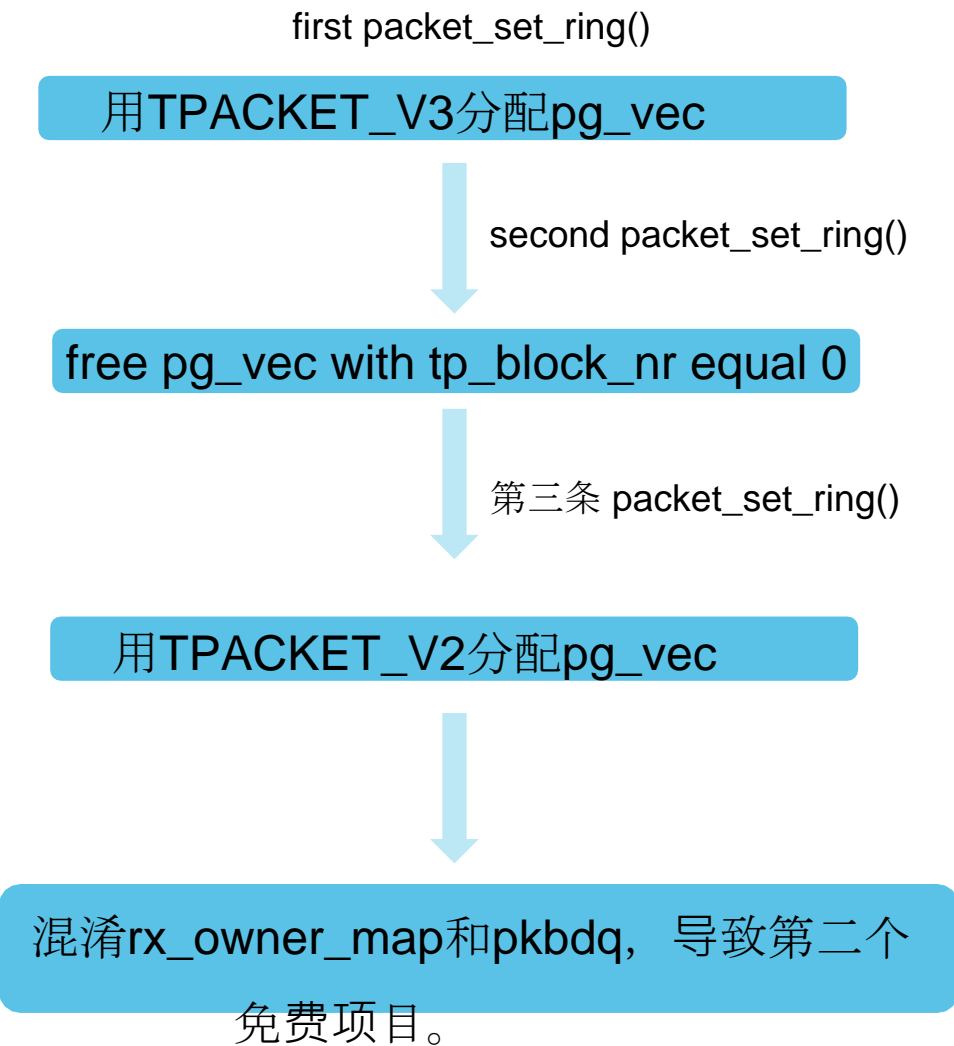 first packet_set_ring()
用TPACKET_V3分配pg_vec
second packet_set_ring()
free pg_vec with tp_block_nr equal 0
第三条 packet_set_ring()
用TPACKET_V2分配pg_vec
混淆rx_owner_map和pkbdq，导致第二个
免费项目。